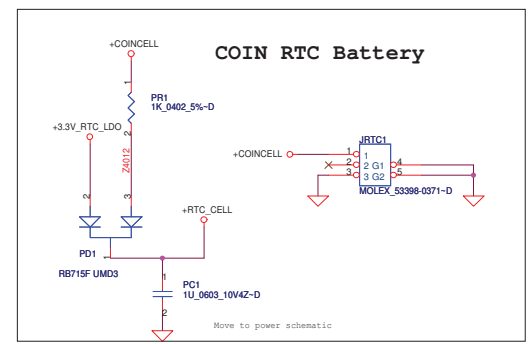 +COINCELL
COIN RTC Battery
1
PR1
1K_0402_5%~D
2
+3.3V_RTC_LDO
Z4012
JRTC1
+COINCELL
1 1
2 2 G1 4
3 3 G2 5
MOLEX_53398-0371~D
2 3
+RTC_CELL
PD1 1
RB715F UMD3
1
PC1
1U_0603_10V4Z~D
2
Move to power schematic